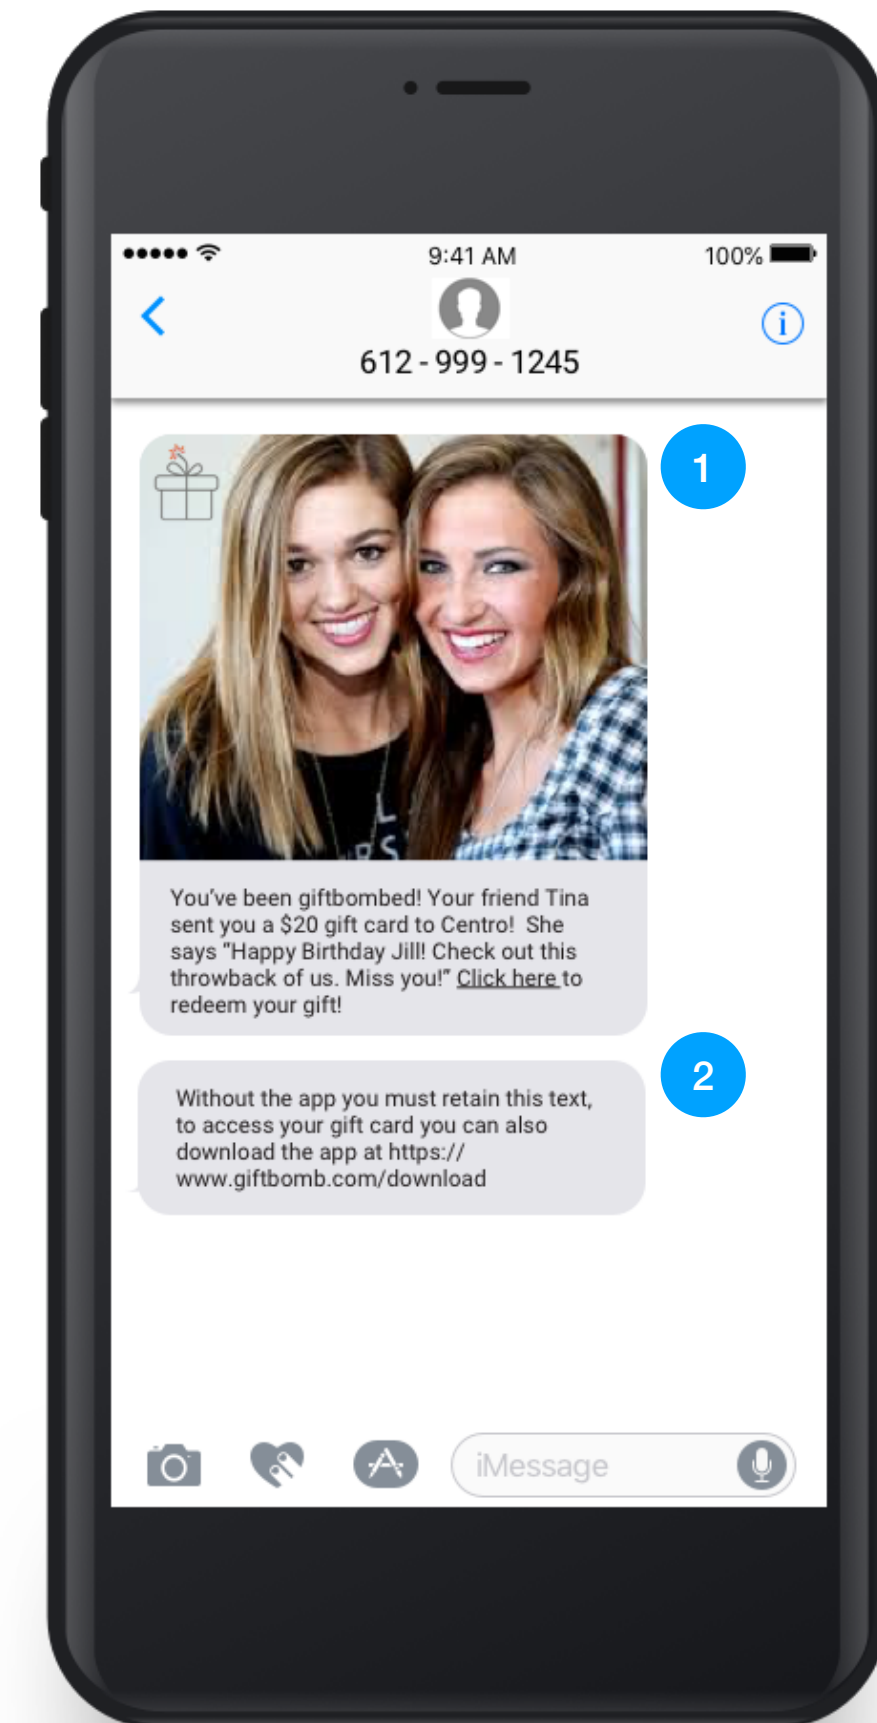 9:41 AM
100%
612 - 999 - 1245
1
You've been giftbombed! Your friend Tina
sent you a $20 gift card to Centro!  She
says “Happy Birthday Jill! Check out this
throwback of us. Miss you!” Click here to
redeem your gift!
2
Without the app you must retain this text,
to access your gift card you can also
download the app at https://
www.giftbomb.com/download
iMessage